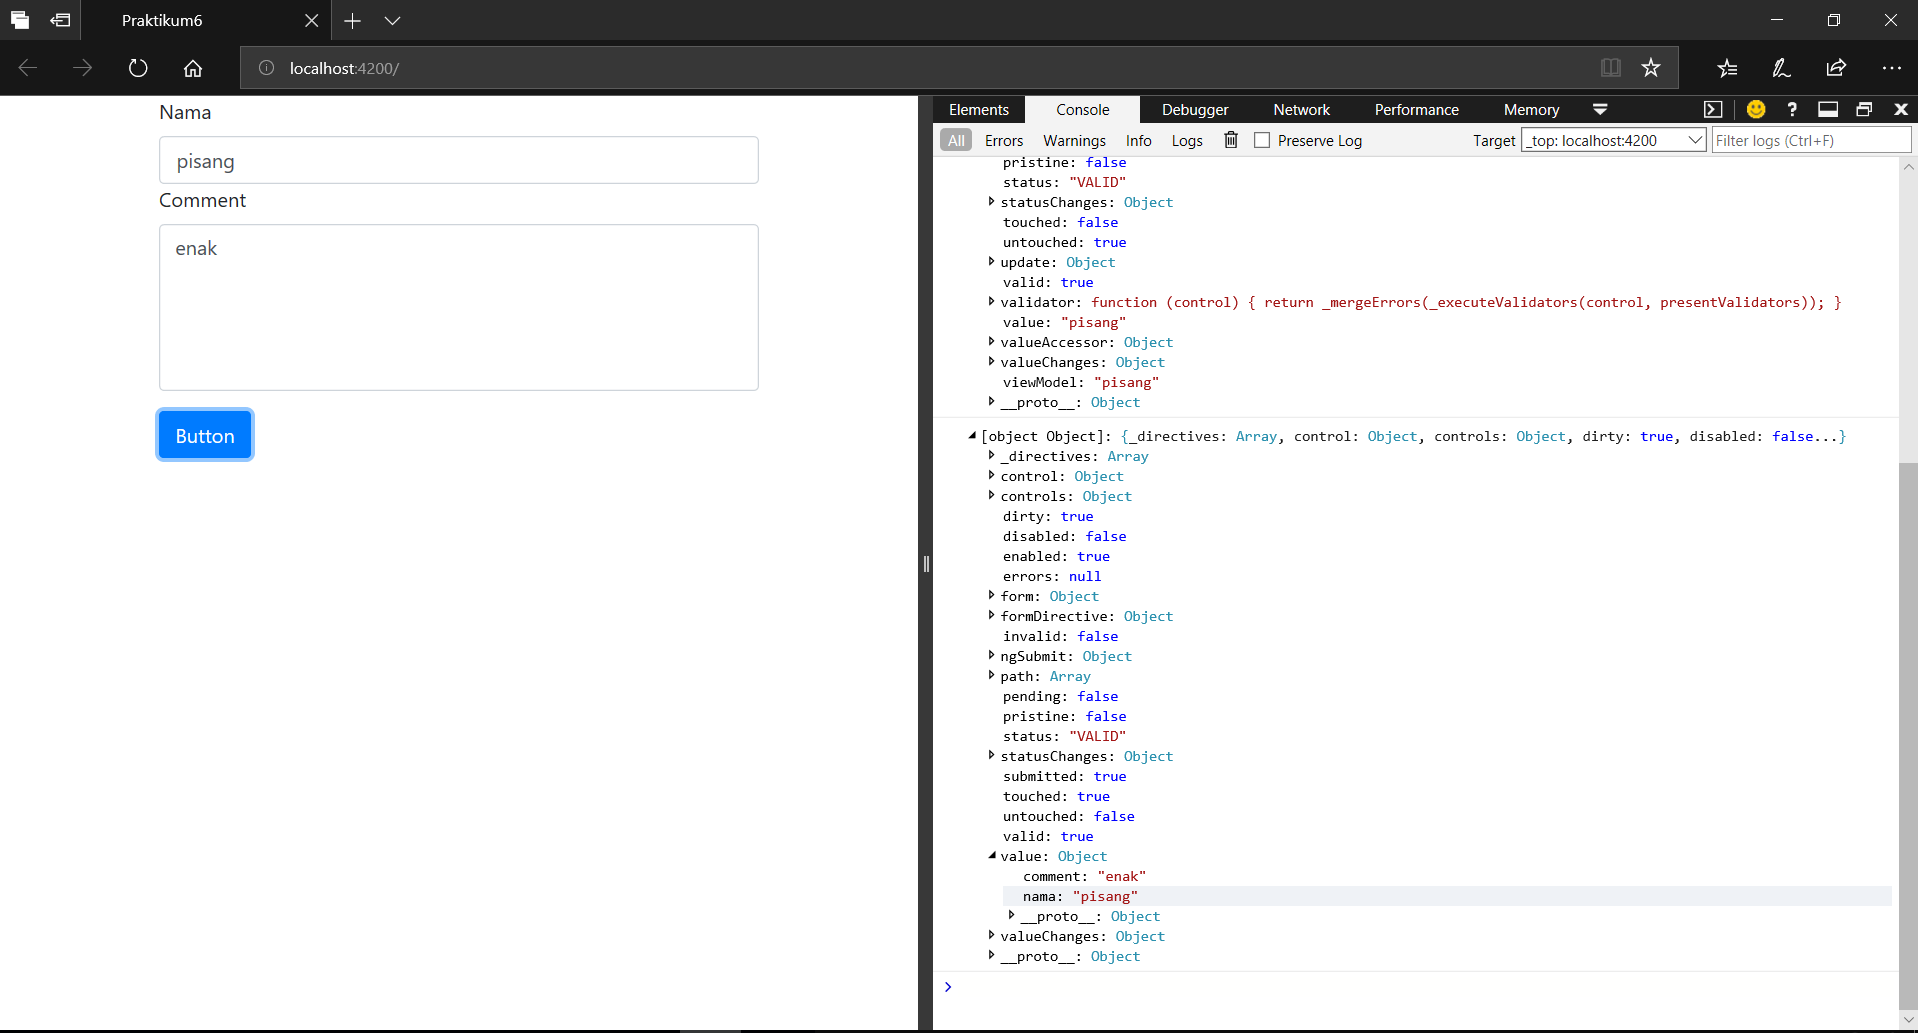 Praktikum6
localhost:4200/
Nama
pisang
Comment
enak
Button
Elements Console Debugger Network Performance Memory
?
All Errors Warnings Info Logs Preserve Log Target _top: localhost:4200 Filter logs (Ctrl+F)
pristine: false
status: "VALID"
statusChanges: Object
touched: false
untouched: true
update: Object
valid: true
validator: function (control) { return _mergeErrors(_executeValidators(control, presentValidators)); }
value: "pisang"
valueAccessor: Object
valueChanges: Object
viewModel: "pisang"
__proto__: Object
[object Object]: {_directives: Array, control: Object, controls: Object, dirty: true, disabled: false...}
_directives: Array
control: Object
controls: Object
dirty: true
disabled: false
enabled: true
errors: null
form: Object
formDirective: Object
invalid: false
ngSubmit: Object
path: Array
pending: false
pristine: false
status: "VALID"
statusChanges: Object
submitted: true
touched: true
untouched: false
valid: true
value: Object
comment: "enak"
nama: "pisang"
__proto__: Object
valueChanges: Object
__proto__: Object